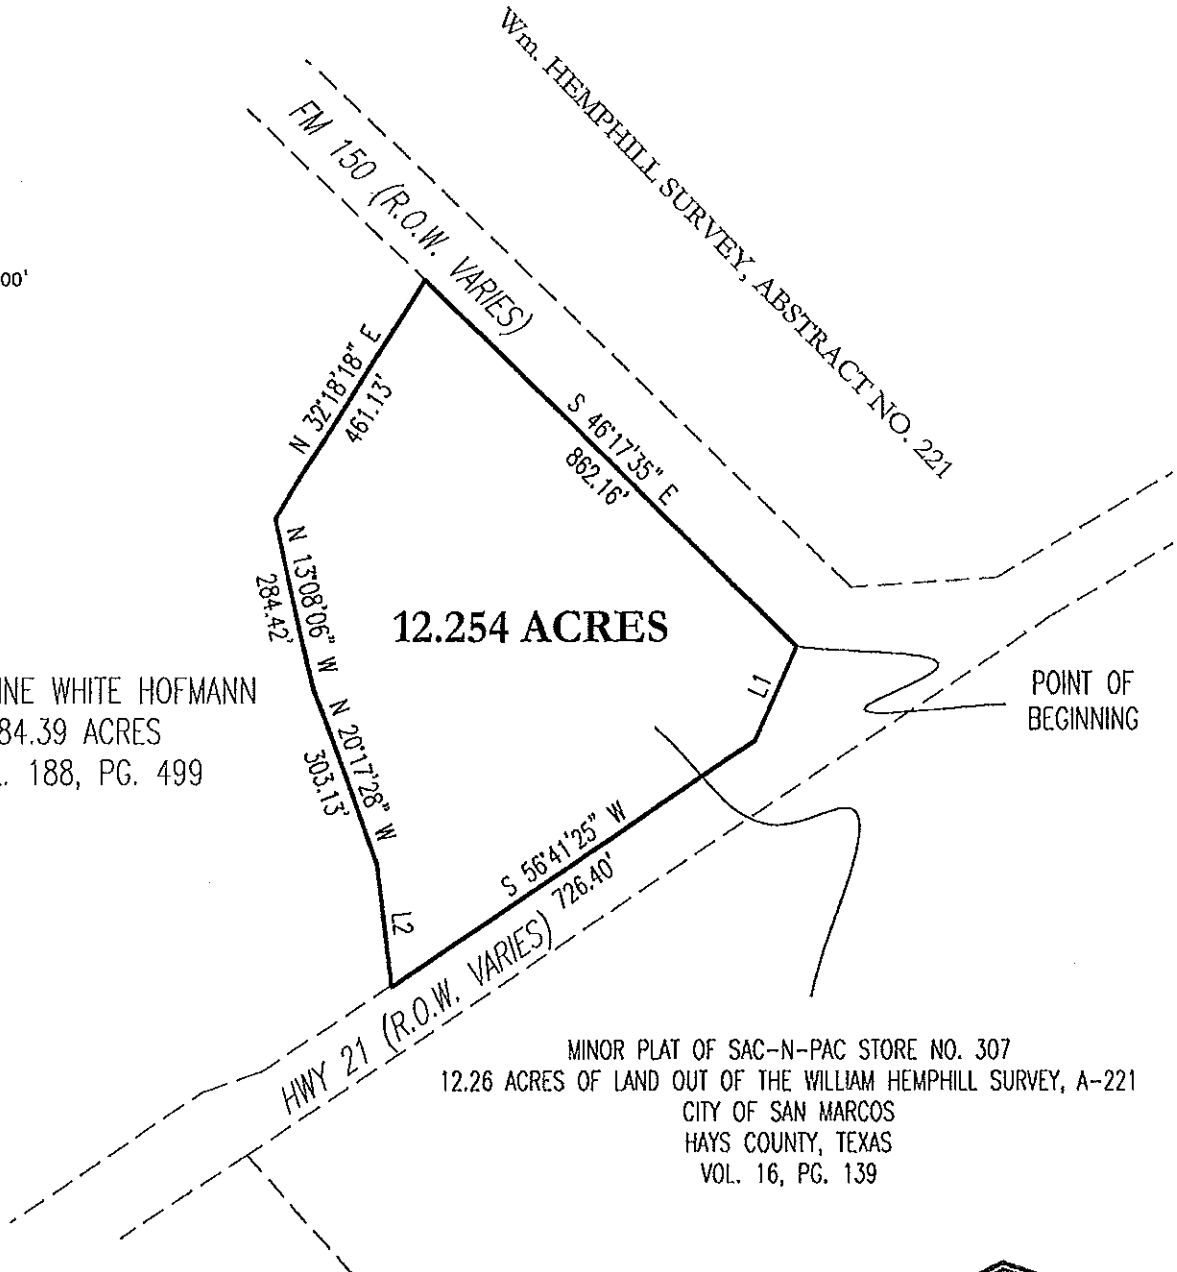 Wm. HEMPHILL SURVEY, ABSTRACT NO. 221
FM 150 (R.O.W. VARIES)
00'
N 32°18'18" E
461.13'
S 46°17'35" E
862.16'
N 13°08'06" W
284.42'
12.254 ACRES
INE WHITE HOFMANN
84.39 ACRES
. 188, PG. 499
N 20°17'28" W
303.13'
L1
POINT OF
BEGINNING
L2
S 56°41'25" W
726.40'
HWY 21 (R.O.W. VARIES)
MINOR PLAT OF SAC-N-PAC STORE NO. 307
12.26 ACRES OF LAND OUT OF THE WILLIAM HEMPHILL SURVEY, A-221
CITY OF SAN MARCOS
HAYS COUNTY, TEXAS
VOL. 16, PG. 139